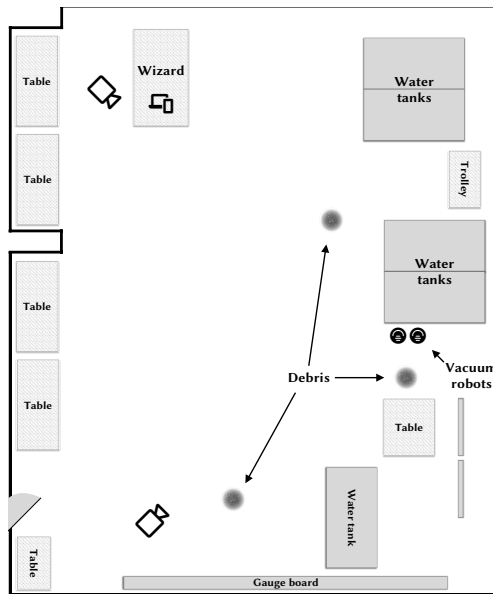 Table
Wizard
Water
tanks
Table
Trolley
Water
tanks
Table
Debris
Vacuum
robots
Table
Table
Water tank
Table
Gauge board